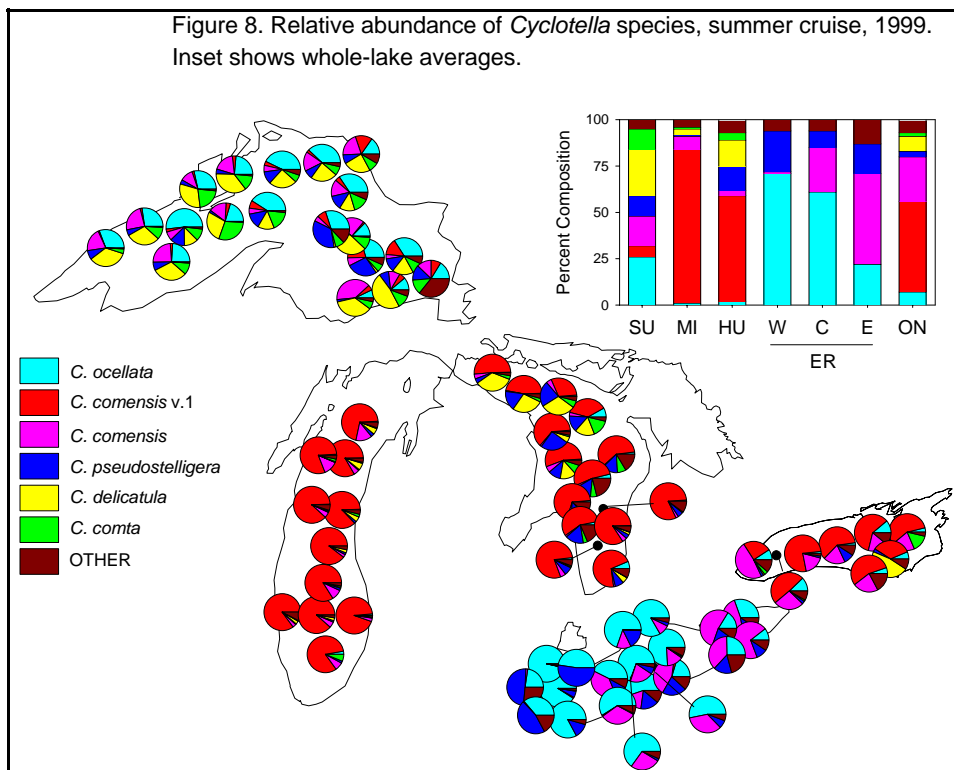 Figure 8. Relative abundance of Cyclotella species, summer cruise, 1999.
Inset shows whole-lake averages.
Percent Composition
100
75
50
25
0
SU MI HU W C E ON
ER
C. ocellata
C. comensis v.1
C. comensis
C. pseudostelligera
C. delicatula
C. comta
OTHER